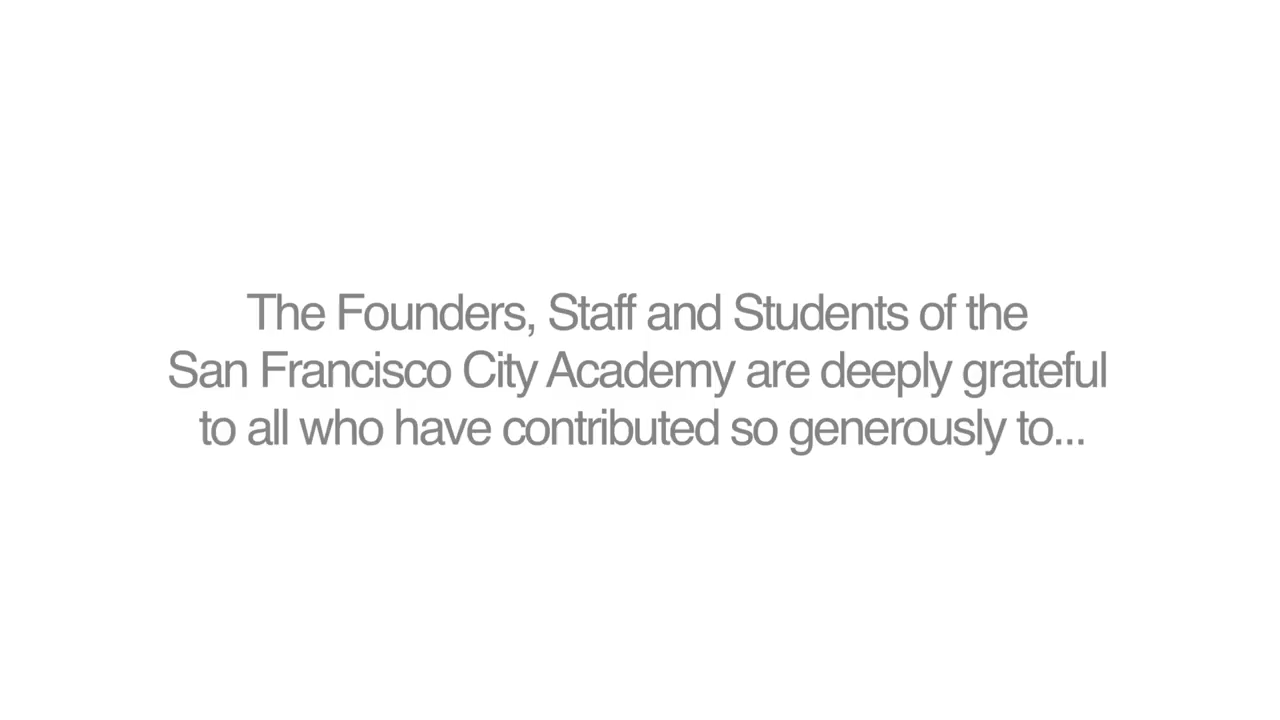 The Founders, Staff and Students of the
San Francisco City Academy are deeply grateful
to all who have contributed so generously to...